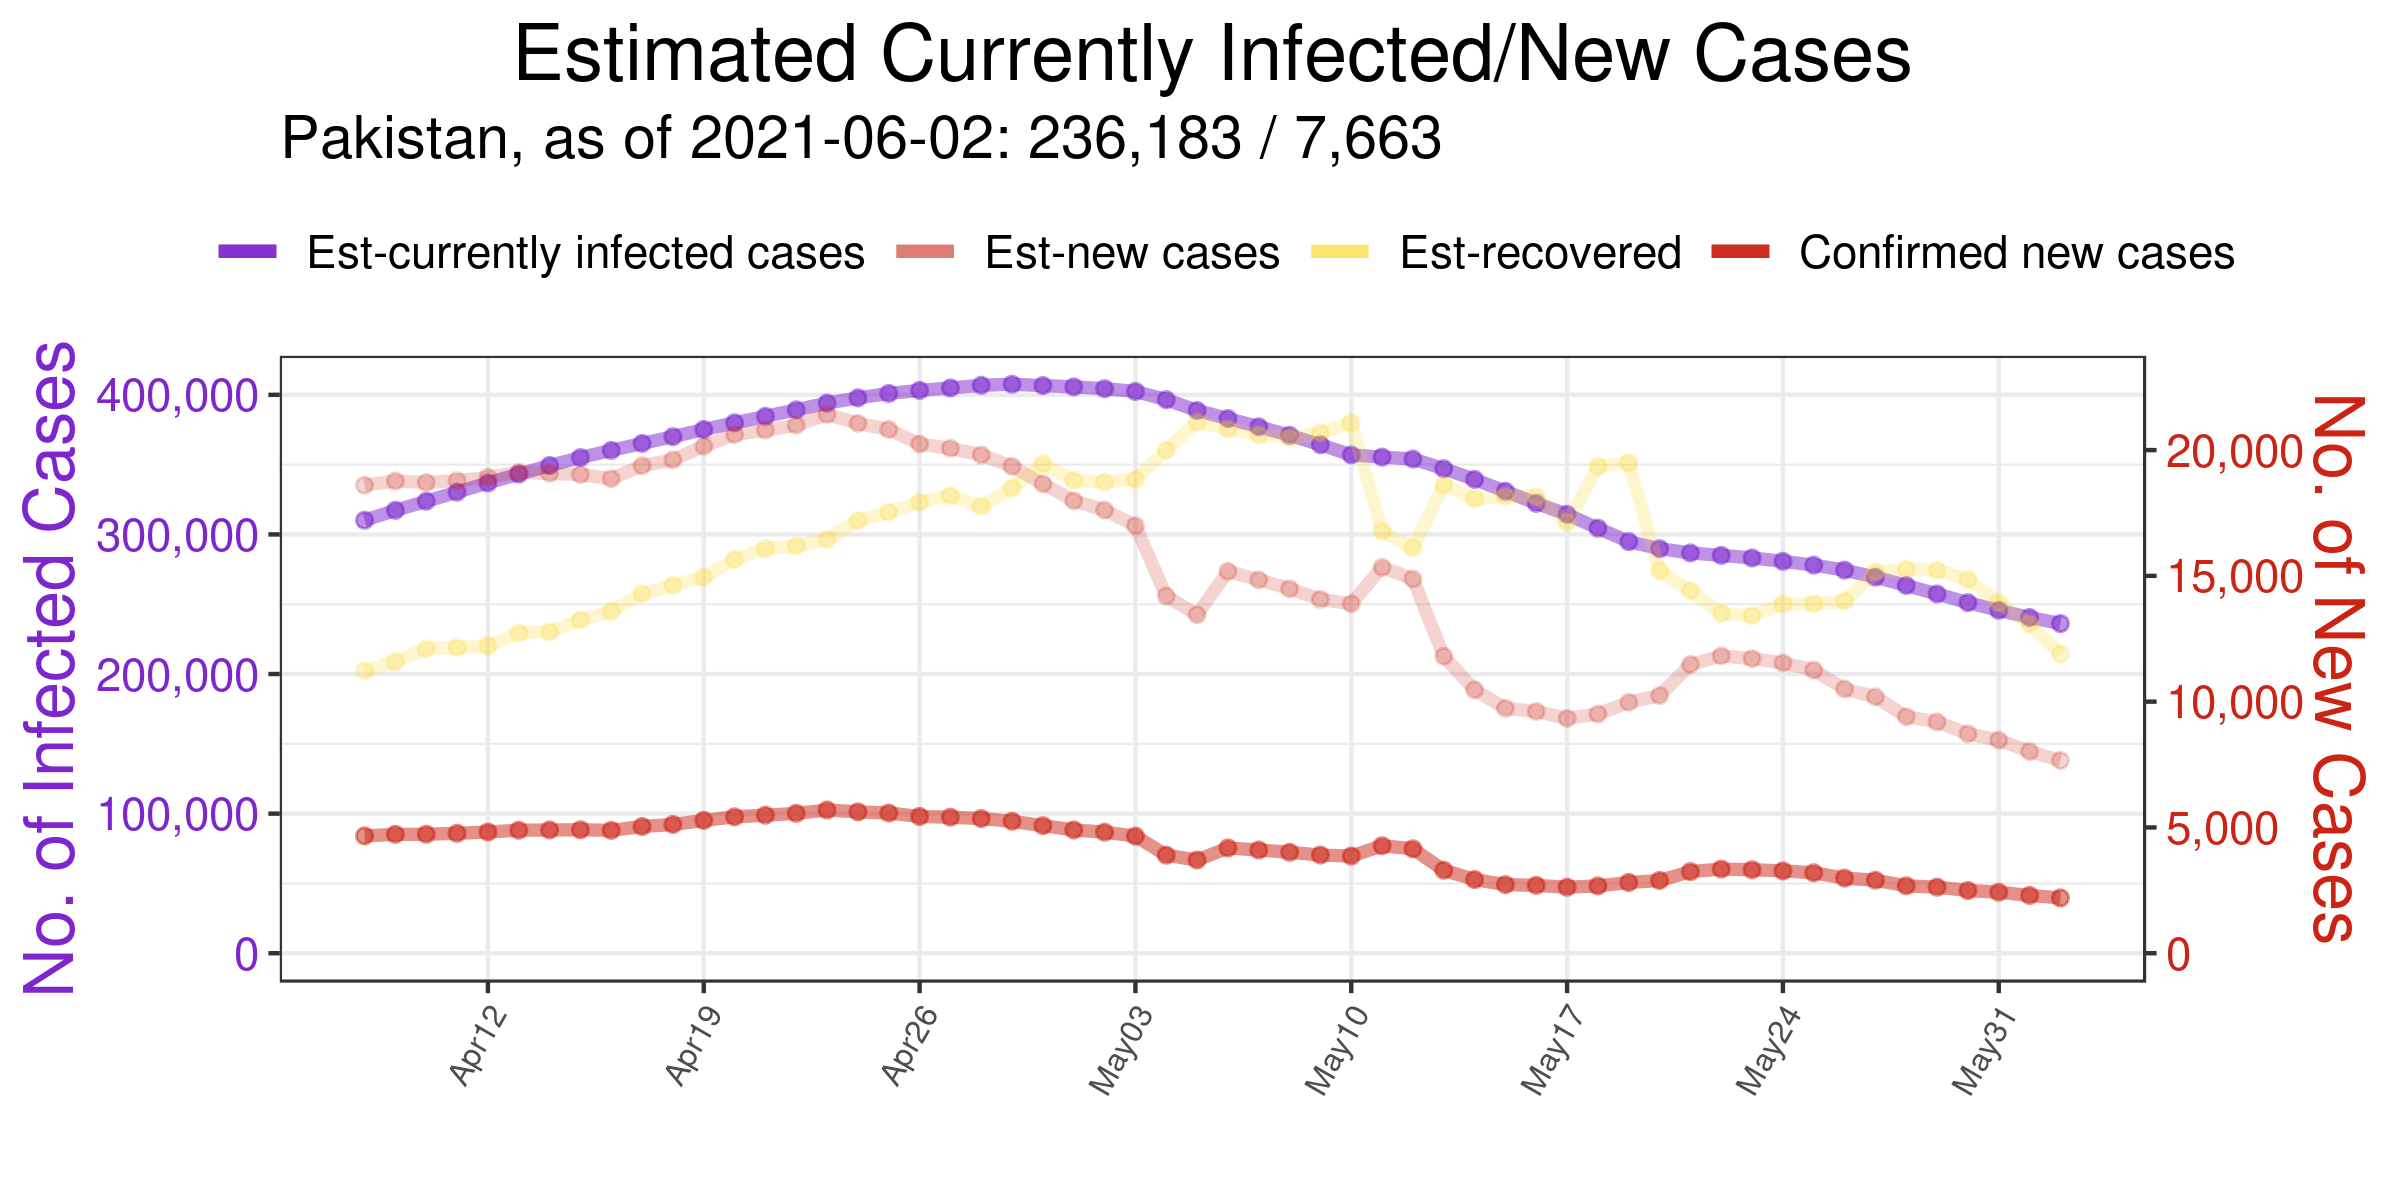 Estimated Currently Infected/New Cases
Pakistan, as of 2021-06-02: 236,183 / 7,663
Est-currently infected cases Est-new cases Est-recovered Confirmed new cases
No. of Infected Cases
400,000
300,000
200,000
100,000
0
20,000
15,000
10,000
5,000
0
No. of New Cases
Apr12 Apr19 Apr26 May03 May10 May17 May24 May31